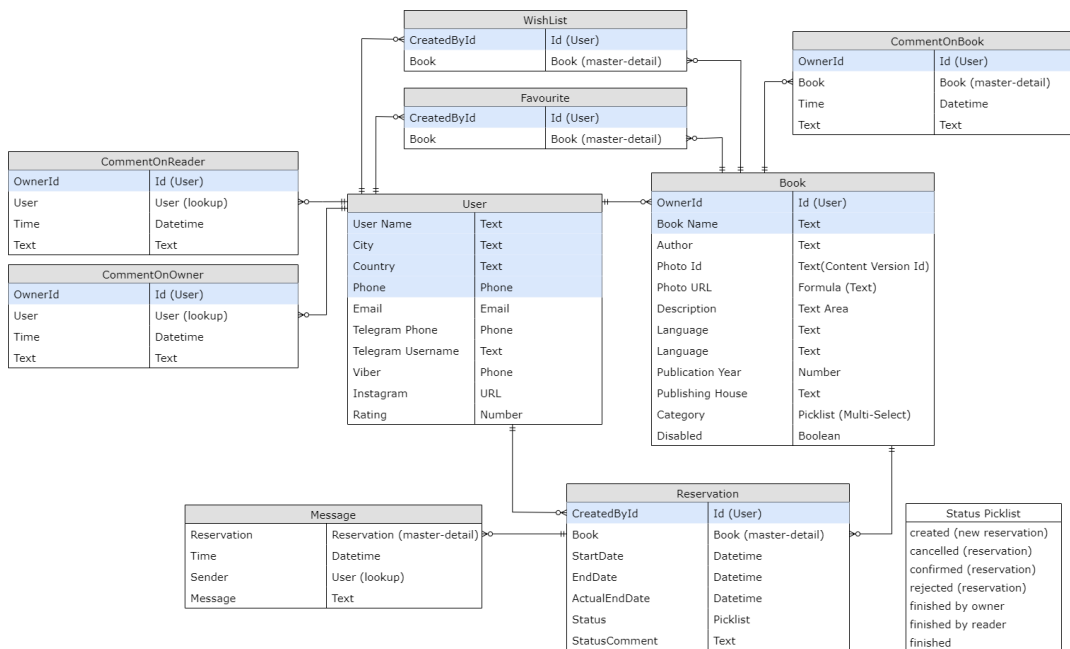 WishList
CreatedById Id (User)
Book Book (master-detail)
CommentOnBook
OwnerId Id (User)
Book Book (master-detail)
Time Datetime
Text Text
Favourite
CreatedById Id (User)
Book Book (master-detail)
CommentOnReader
OwnerId Id (User)
User User (lookup)
Time Datetime
Text Text
CommentOnOwner
OwnerId Id (User)
User User (lookup)
Time Datetime
Text Text
User
User Name Text
City Text
Country Text
Phone Phone
Email Email
Telegram Phone Phone
Telegram Username Text
Viber Phone
Instagram URL
Rating Number
Book
OwnerId Id (User)
Book Name Text
Author Text
Photo Id Text(Content Version Id)
Photo URL Formula (Text)
Description Text Area
Language Text
Language Text
Publication Year Number
Publishing House Text
Category Picklist (Multi-Select)
Disabled Boolean
Message
Reservation Reservation (master-detail)
Time Datetime
Sender User (lookup)
Message Text
Reservation
CreatedById Id (User)
Book Book (master-detail)
StartDate Datetime
EndDate Datetime
ActualEndDate Datetime
Status Picklist
StatusComment Text
Status Picklist
created (new reservation)
cancelled (reservation)
confirmed (reservation)
rejected (reservation)
finished by owner
finished by reader
finished